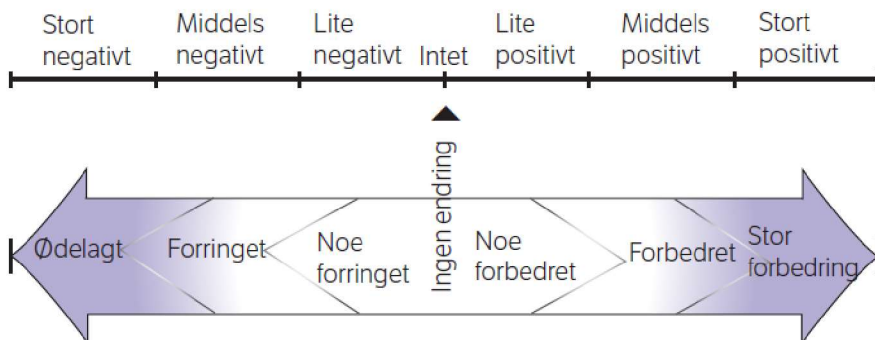 Stort
negativt
Middels
negativt
Lite
negativt
Intet
Lite
positivt
Middels
positivt
Stort
positivt
Ingen endring
Ødelagt
Forringet
Noe
forringet
Noe
forbedret
Forbedret
Stor
forbedring